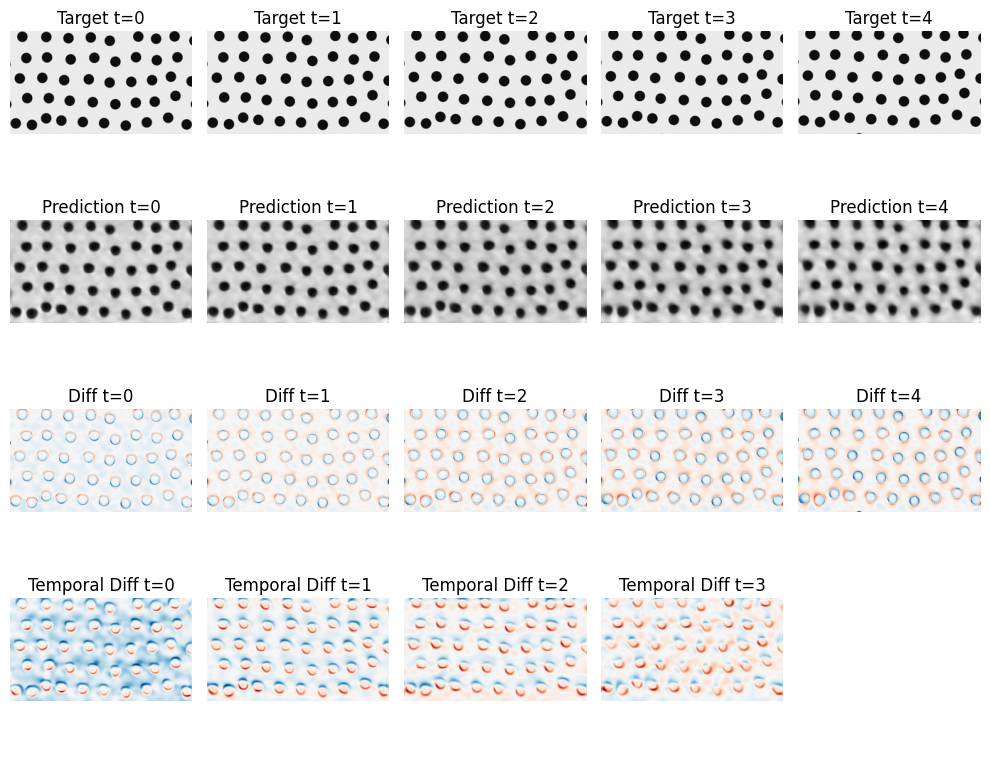 Target t=0 Target t=1 Target t=2 Target t=3 Target t=4
Prediction t=0 Prediction t=1 Prediction t=2 Prediction t=3 Prediction t=4
Diff t=0 Diff t=1 Diff t=2 Diff t=3 Diff t=4
Temporal Diff t=0 Temporal Diff t=1 Temporal Diff t=2 Temporal Diff t=3